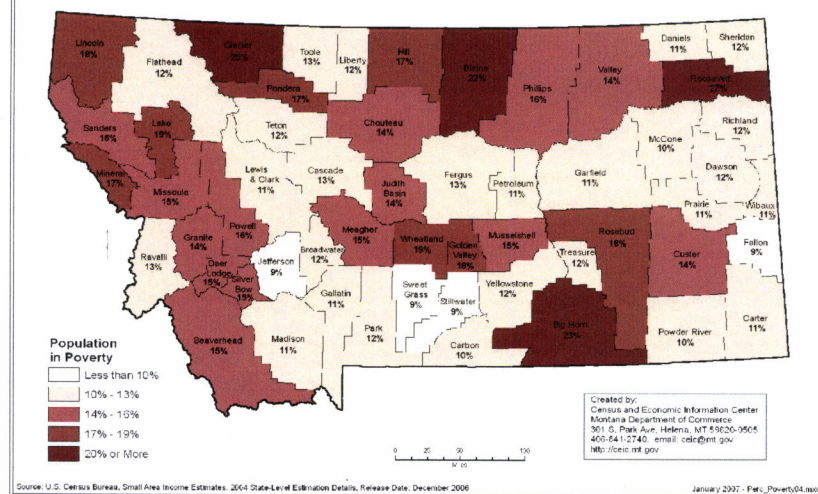 Lincoln
18%
Flathead
12%
Glacier
25%
Toole
13%
Liberty
12%
Hill
17%
Blaine
22%
Phillips
16%
Valley
14%
Daniels
11%
Sheridan
12%
Roosevelt
27%
Pondera
17%
Sanders
16%
Lake
19%
Teton
12%
Chouteau
14%
Richland
12%
McCone
10%
Mineral
17%
Missoula
15%
Lewis
& Clark
11%
Cascade
13%
Judith
Basin
14%
Fergus
13%
Petroleum
11%
Garfield
11%
Dawson
12%
Prairie
11%
Wibaux
11%
Powell
16%
Granite
14%
Ravalli
13%
Deer
Lodge
15%
Silver
Bow
15%
Jefferson
9%
Broadwater
12%
Meagher
15%
Wheatland
19%
Golden
Valley
18%
Musselshell
15%
Rosebud
18%
Treasure
12%
Custer
14%
Fallon
9%
Gallatin
11%
Sweet
Grass
9%
Stillwater
9%
Yellowstone
12%
Beaverhead
15%
Madison
11%
Park
12%
Carbon
10%
Big Horn
23%
Powder River
10%
Carter
11%
Population
in Poverty
Less than 10%
10% - 13%
14% - 16%
17% - 19%
20% or More
0 50 100
Miles
Created by:
Census and Economic Information Center
Montana Department of Commerce
301 S. Park Ave, Helena, MT 59620-0505
406-841-2740, email: ceic@mt.gov
http://ceic.mt.gov
Source: U.S. Census Bureau, Small Area Income Estimates, 2004 State-Level Estimation Details, Release Date: December 2006
January 2007 - Perc_Poverty04.mxd